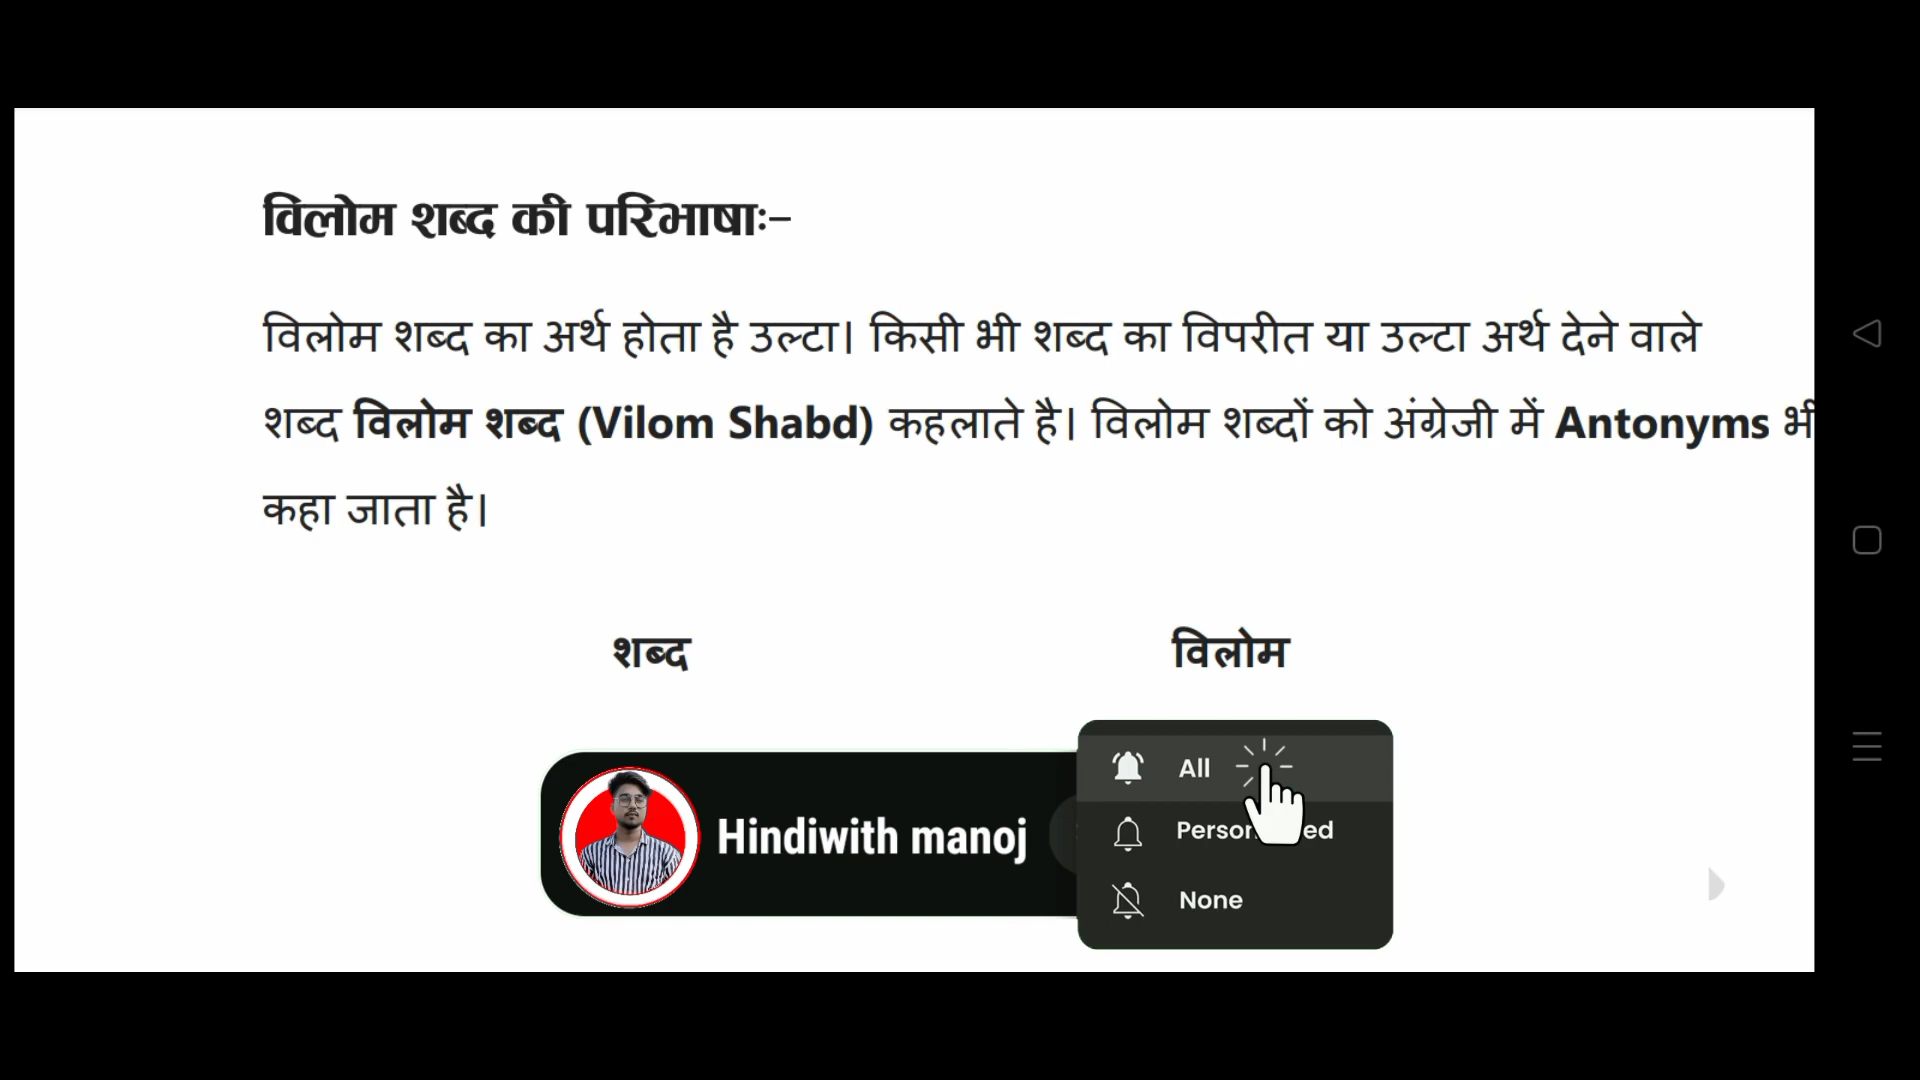 विलोम शब्द की परिभाषाः-
विलोम शब्द का अर्थ होता है उल्टा। किसी भी शब्द का विपरीत या उल्टा अर्थ देने वाले
शब्द विलोम शब्द (Vilom Shabd) कहलाते है। विलोम शब्दों को अंग्रेजी में Antonyms भी
कहा जाता है।
शब्द विलोम
All
Hindiwith manoj
None